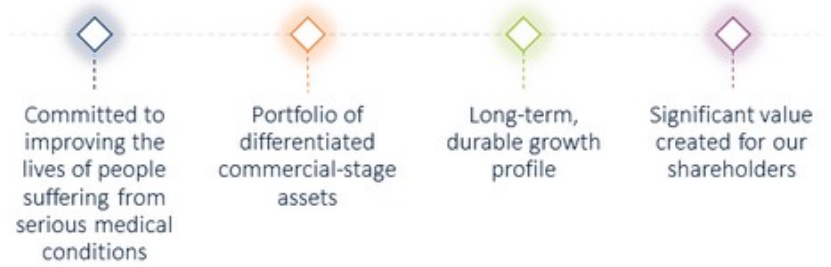 Committed to
improving the
lives of people
suffering from
serious medical
conditions
Portfolio of
differentiated
commercial-stage
assets
Long-term,
durable growth
profile
Significant value
created for our
shareholders